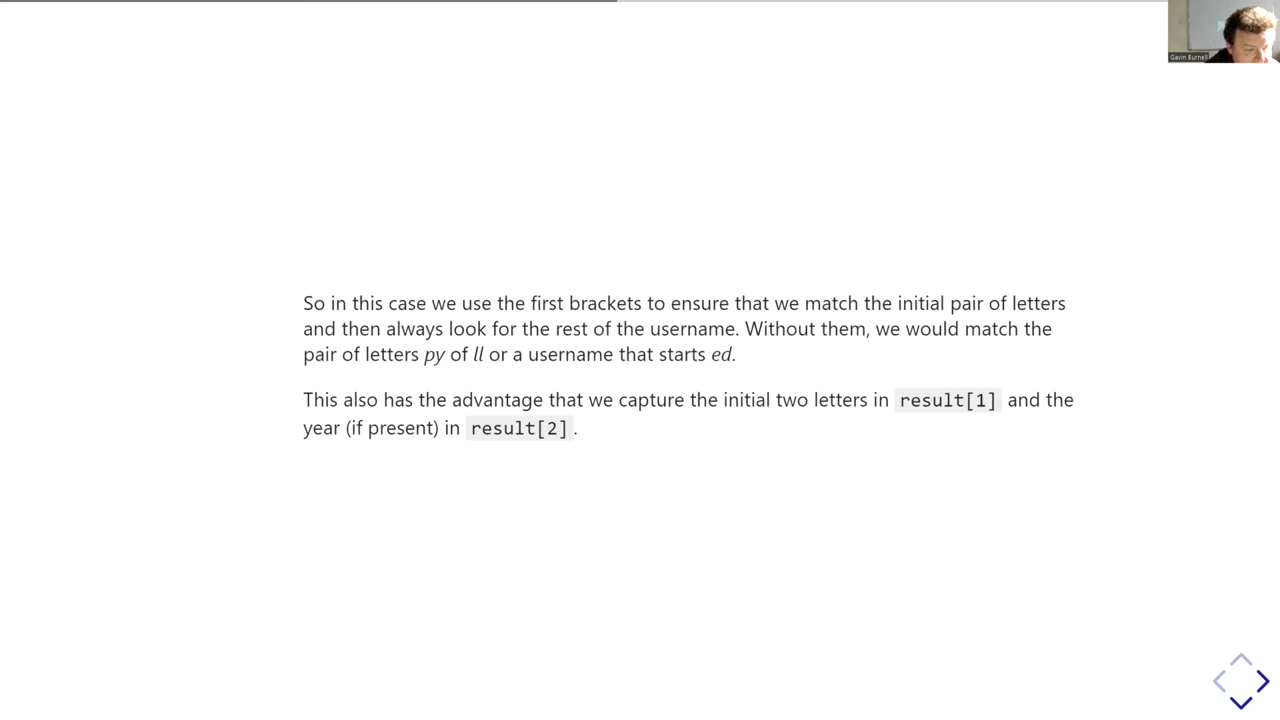 Gavin Burnell
So in this case we use the first brackets to ensure that we match the initial pair of letters
and then always look for the rest of the username. Without them, we would match the
pair of letters py of ll or a username that starts ed.
This also has the advantage that we capture the initial two letters in result[1] and the
year (if present) in result[2].